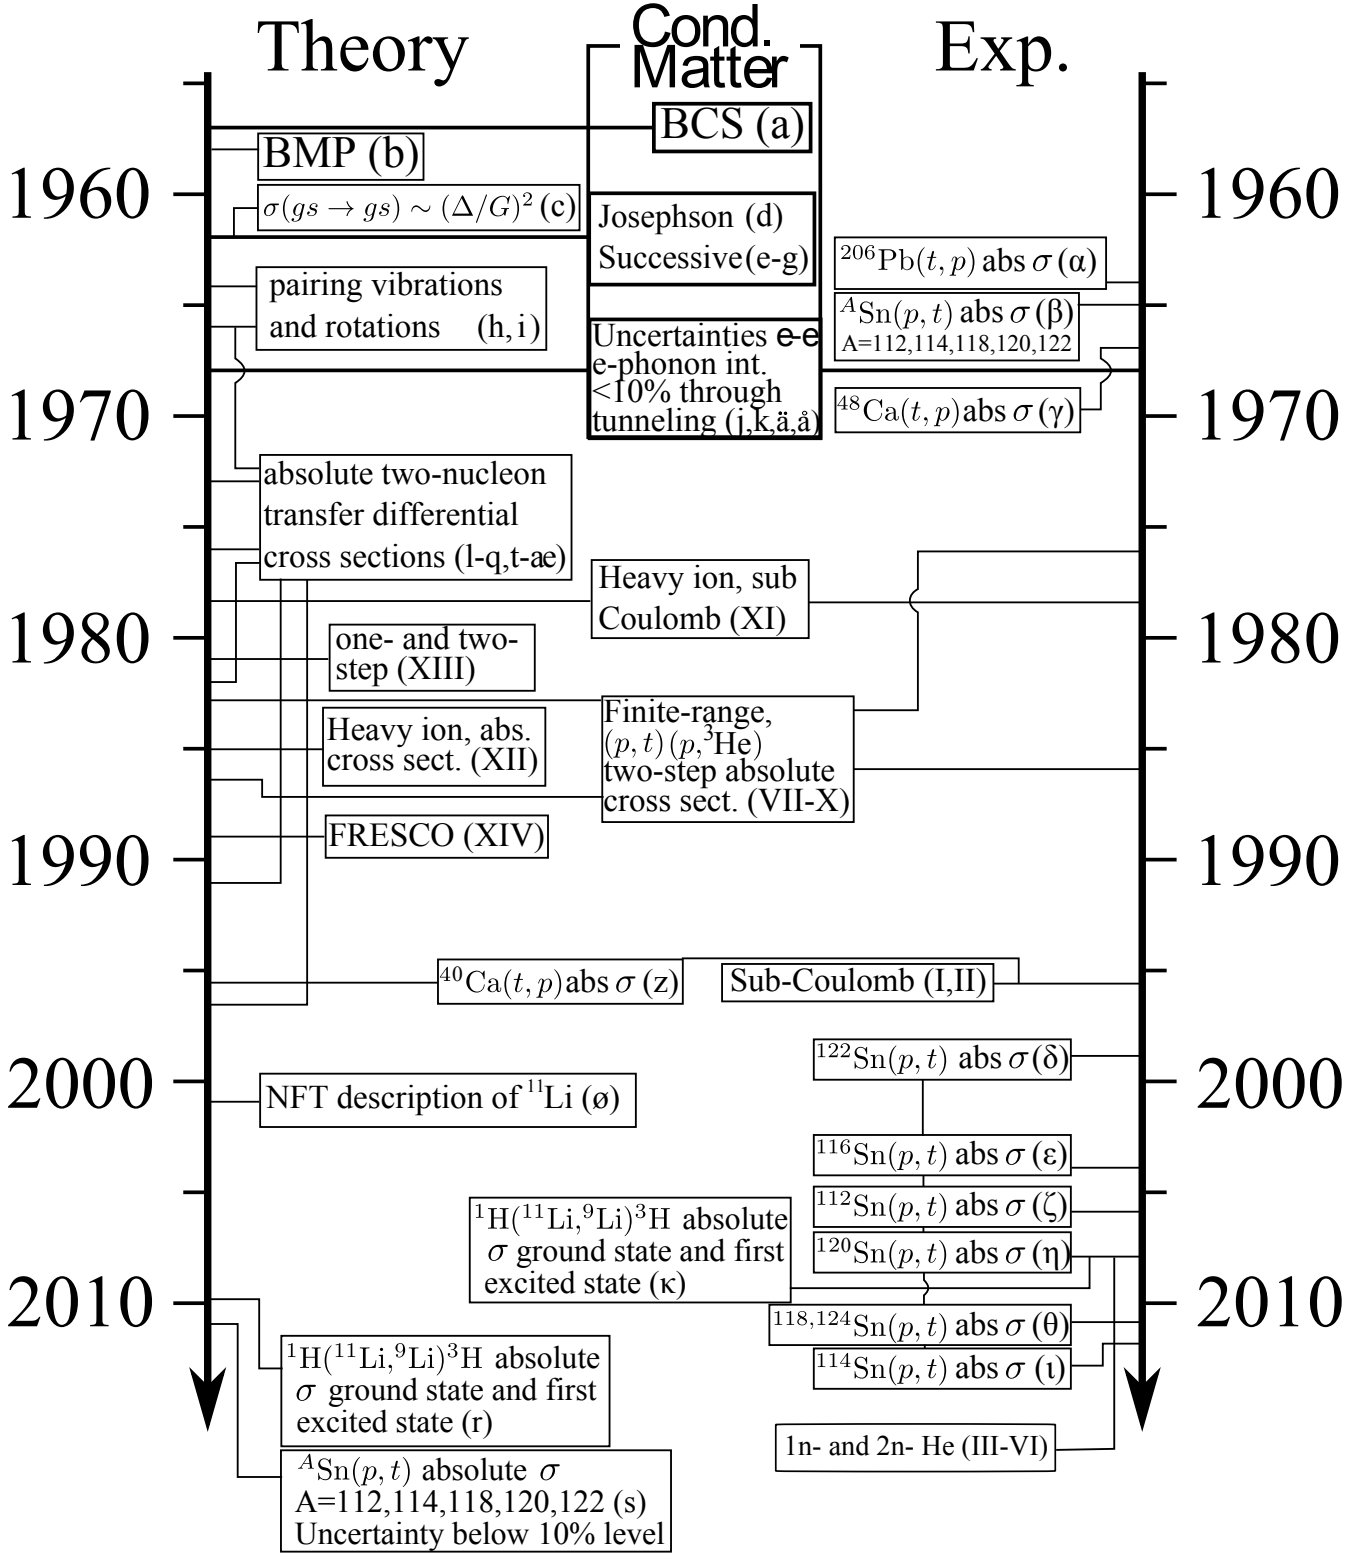 Theory
Cond.
Matter
Exp.
BCS (a)
BMP (b)
1960
1960
σ(gs → gs) ∼ (Δ/G)² (c)
Josephson (d)
Successive (e-g)
²⁰⁶Pb(t, p) abs σ (α)
pairing vibrations
and rotations (h, i)
ᴬSn(p, t) abs σ (β)
A=112,114,118,120,122
Uncertainties e-e
e-phonon int.
<10% through
tunneling (j,k,ä,å)
⁴⁸Ca(t, p) abs σ (γ)
1970
1970
absolute two-nucleon
transfer differential
cross sections (l-q,t-æ)
Heavy ion, sub
Coulomb (XI)
1980
1980
one- and two-
step (XIII)
Finite-range,
(p, t) (p,³He)
two-step absolute
cross sect. (VII-X)
Heavy ion, abs.
cross sect. (XII)
FRESCO (XIV)
1990
1990
⁴⁰Ca(t, p) abs σ (z)
Sub-Coulomb (I,II)
¹²²Sn(p, t) abs σ (δ)
2000
2000
NFT description of ¹¹Li (ø)
¹¹⁶Sn(p, t) abs σ (ε)
¹¹²Sn(p, t) abs σ (ζ)
¹H(¹¹Li,⁹Li)³H absolute
σ ground state and first
excited state (κ)
¹²⁰Sn(p, t) abs σ (η)
2010
2010
¹¹⁸,¹²⁴Sn(p, t) abs σ (θ)
¹¹⁴Sn(p, t) abs σ (ι)
¹H(¹¹Li,⁹Li)³H absolute
σ ground state and first
excited state (r)
1n- and 2n- He (III-VI)
ᴬSn(p, t) absolute σ
A=112,114,118,120,122 (s)
Uncertainty below 10% level